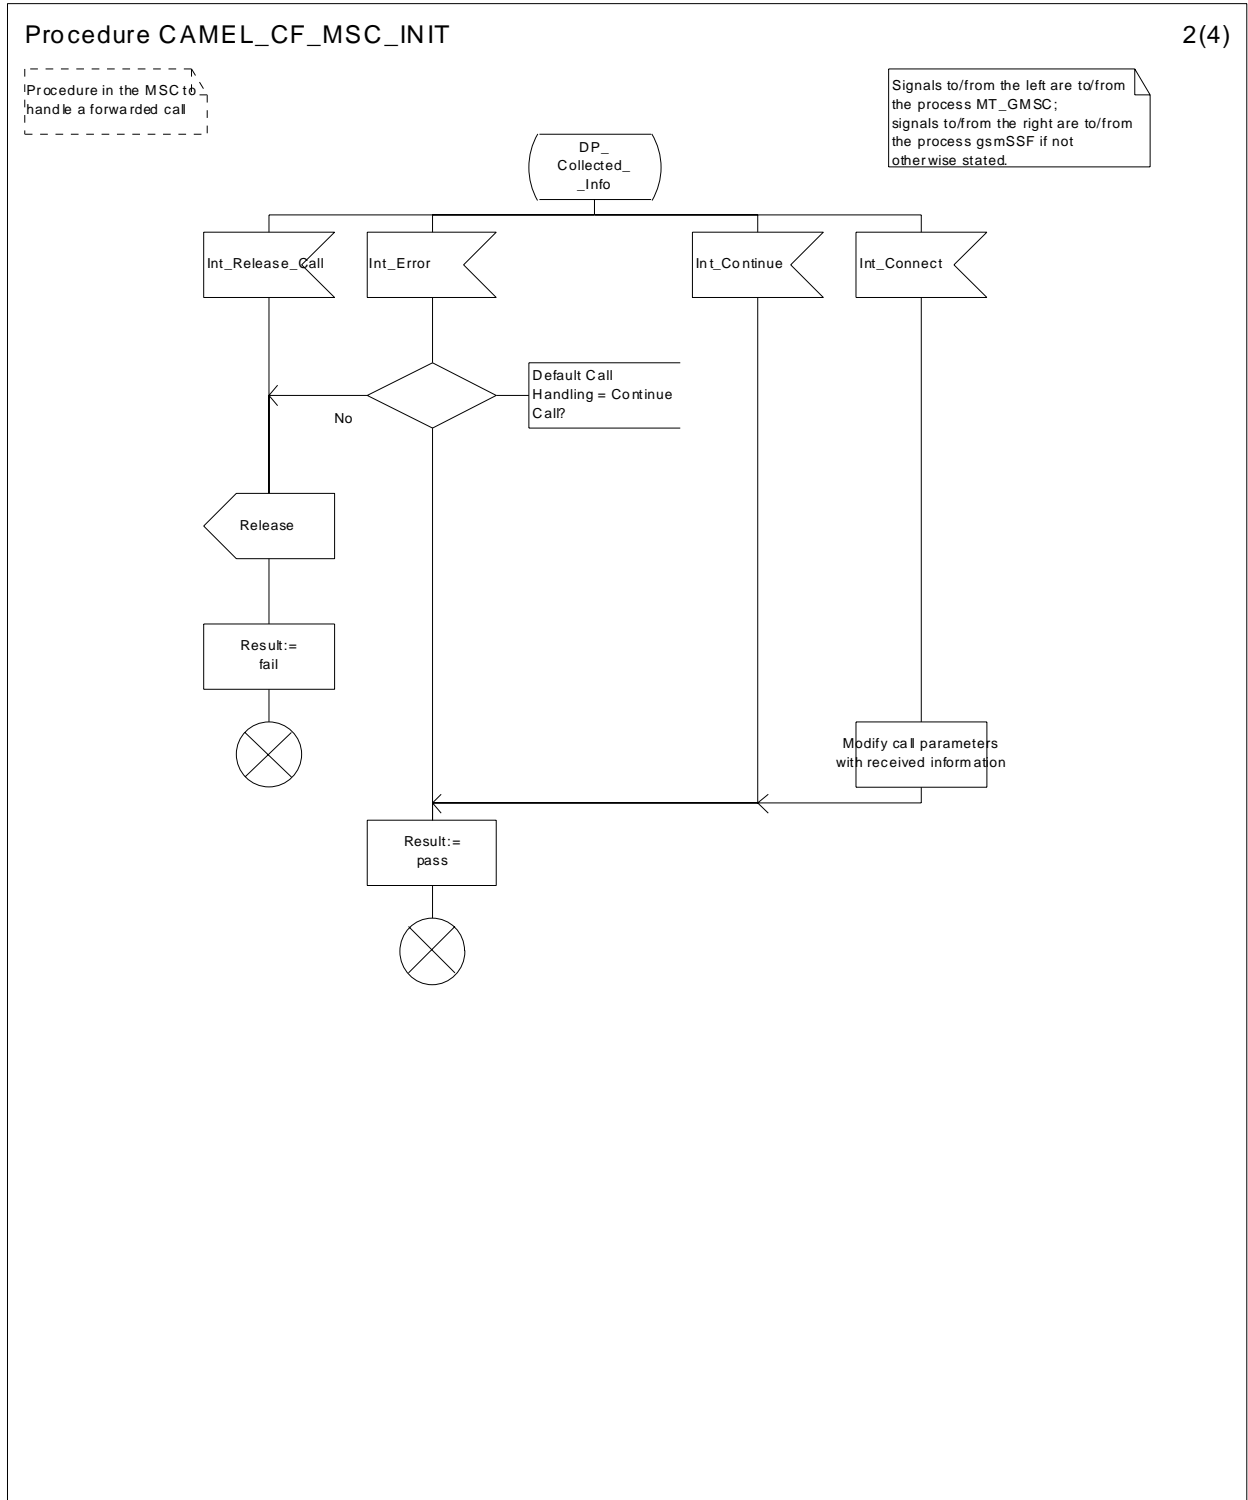 Procedure CAMEL_CF_MSC_INIT
2(4)
Procedure in the MSC to
handle a forwarded call
Signals to/from the left are to/from
the process MT_GMSC;
signals to/from the right are to/from
the process gsmSSF if not
otherwise stated.
DP_
Collected_
_Info
Int_Release_Call
Int_Error
Int_Continue
Int_Connect
Default Call
Handling = Continue
Call?
No
Release
Result:=
fail
Modify call parameters
with received information
Result:=
pass